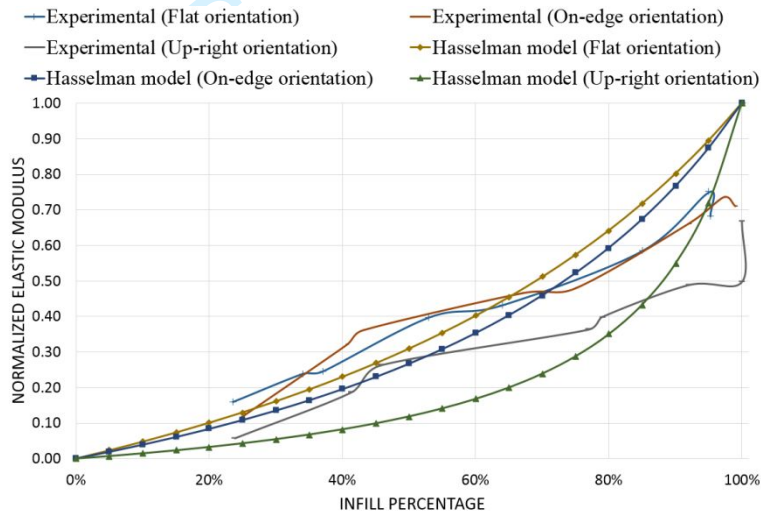 Experimental (Flat orientation) Experimental (On-edge orientation)
Experimental (Up-right orientation) Hasselman model (Flat orientation)
Hasselman model (On-edge orientation) Hasselman model (Up-right orientation)
1.00
0.90
0.80
0.70
0.60
0.50
0.40
0.30
0.20
0.10
0.00
NORMALIZED ELASTIC MODULUS
0% 20% 40% 60% 80% 100%
INFILL PERCENTAGE